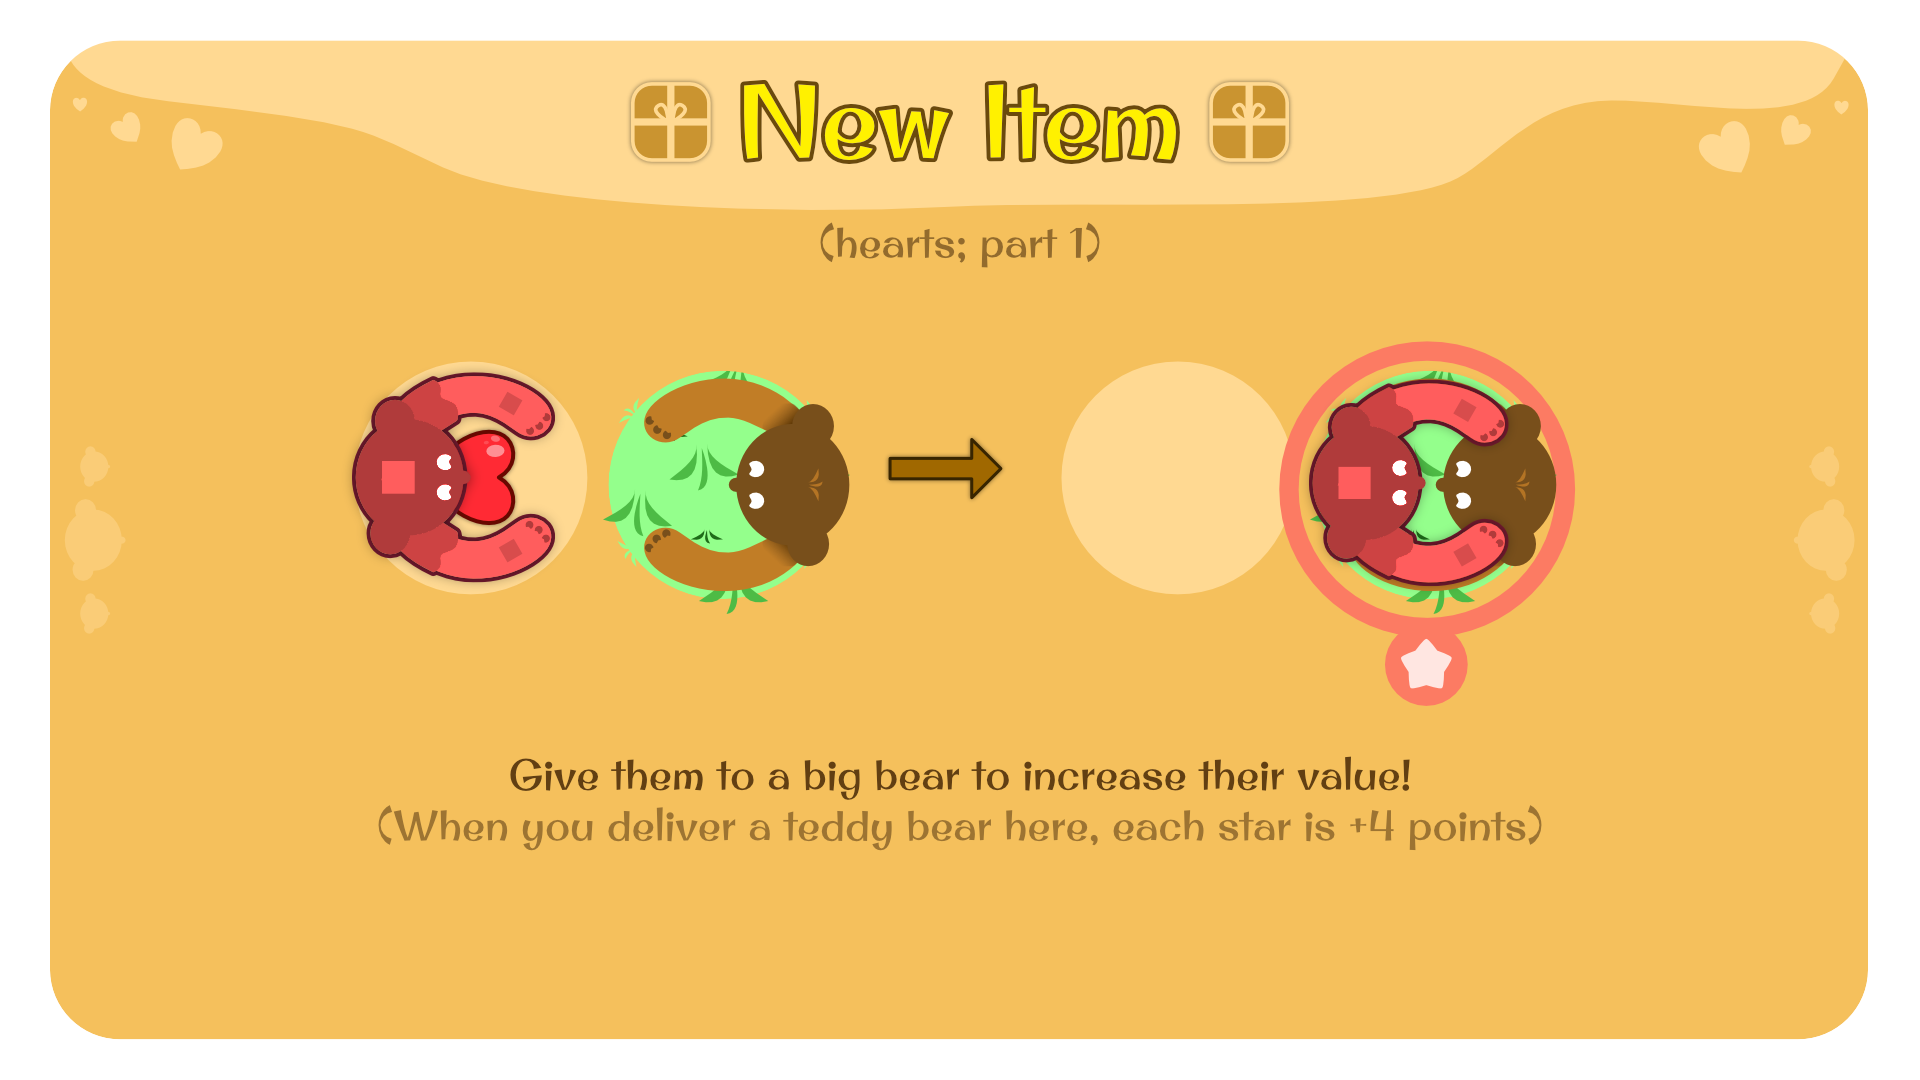 New Item
(hearts; part 1)
Give them to a big bear to increase their value!
(When you deliver a teddy bear here, each star is +4 points)